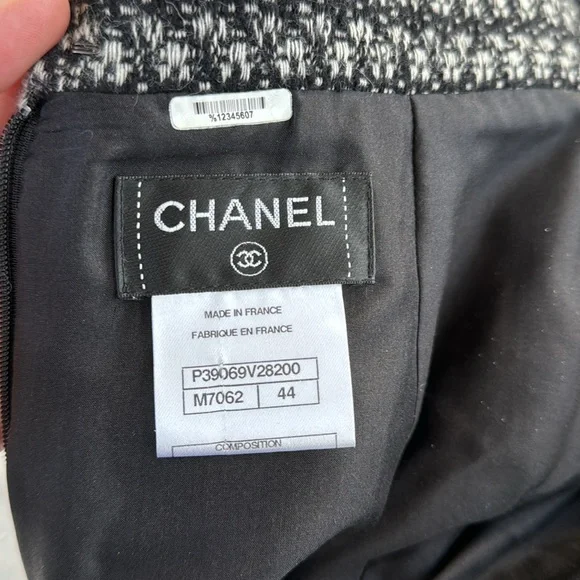 %12345607
CHANEL
MADE IN FRANCE
FABRIQUE EN FRANCE
P39069V28200
M7062 44
COMPOSITION